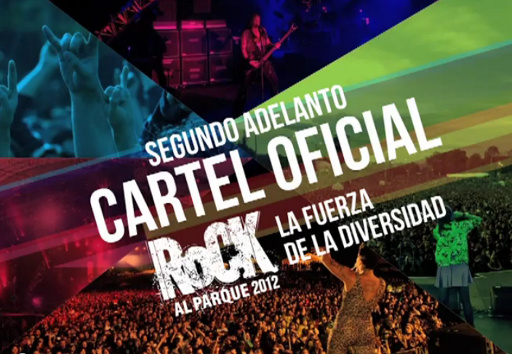 SEGUNDO ADELANTO
CARTEL OFICIAL
ROCK
AL PARQUE 2012
LA FUERZA
DE LA DIVERSIDAD